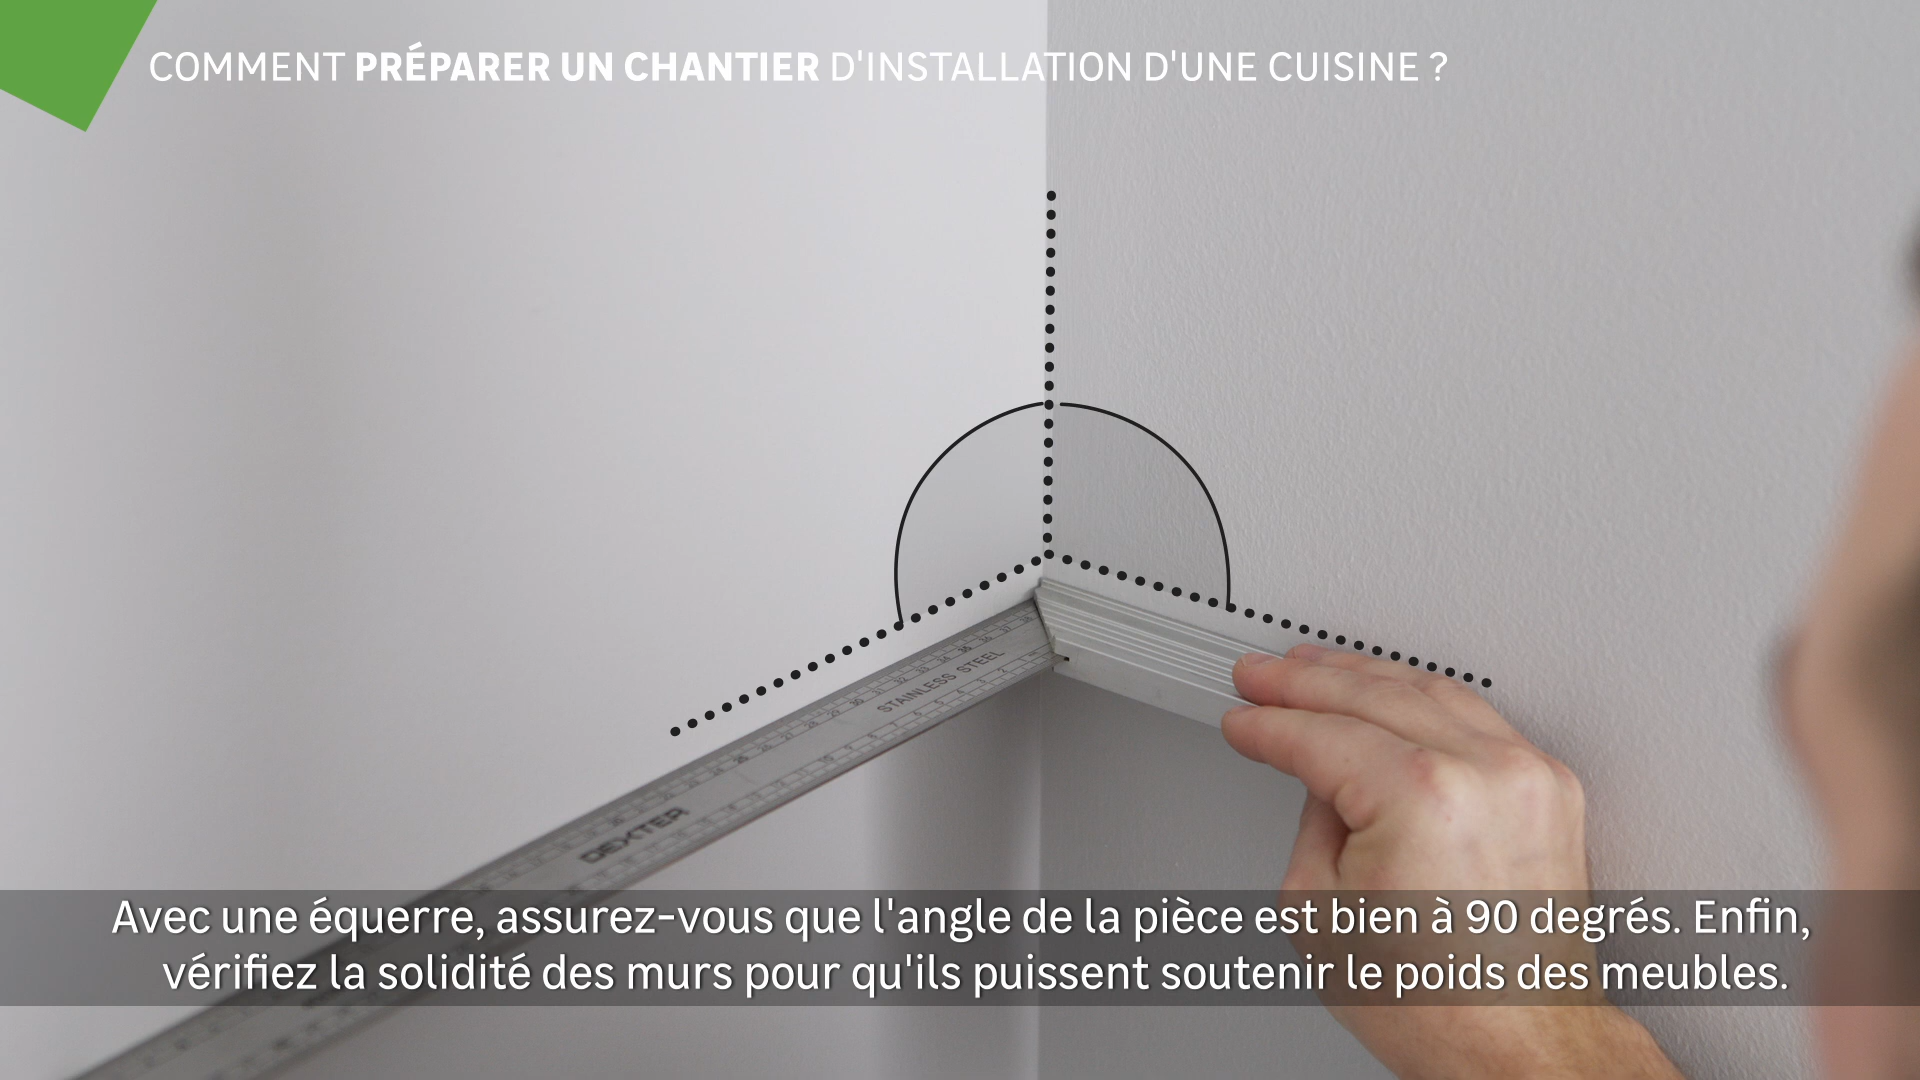 COMMENT PRÉPARER UN CHANTIER D'INSTALLATION D'UNE CUISINE ?
STAINLESS STEEL
DEXTER
Avec une équerre, assurez-vous que l'angle de la pièce est bien à 90 degrés. Enfin,
vérifiez la solidité des murs pour qu'ils puissent soutenir le poids des meubles.